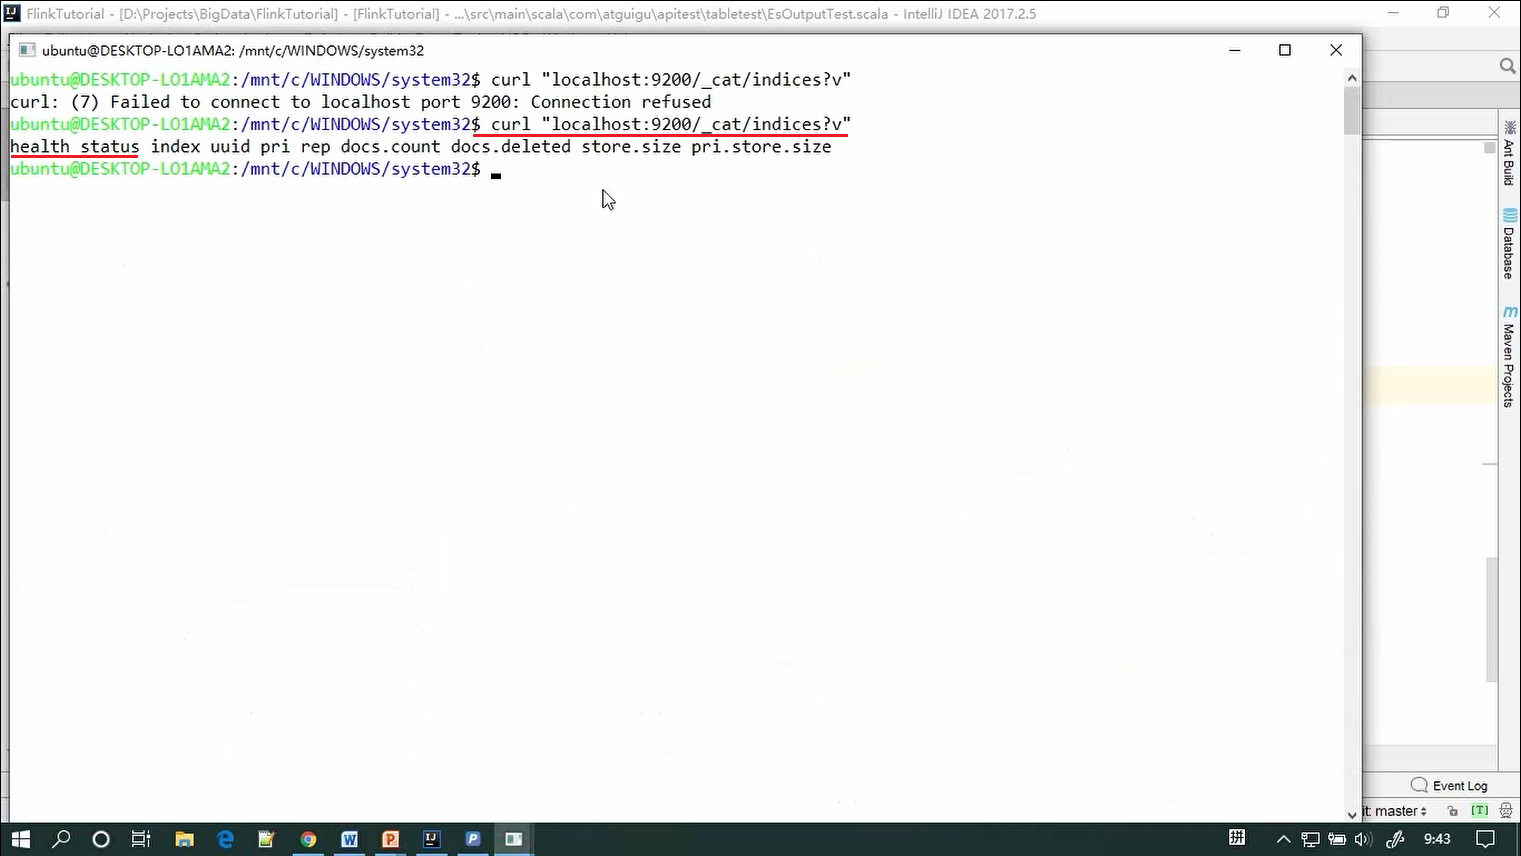 FlinkTutorial - [D:\Projects\BigData\FlinkTutorial] - [FlinkTutorial] - ...\src\main\scala\com\atguigu\apitest\tabletest\EsOutputTest.scala - IntelliJ IDEA 2017.2.5
ubuntu@DESKTOP-LO1AMA2: /mnt/c/WINDOWS/system32
ubuntu@DESKTOP-LO1AMA2:/mnt/c/WINDOWS/system32$ curl "localhost:9200/_cat/indices?v"
curl: (7) Failed to connect to localhost port 9200: Connection refused
ubuntu@DESKTOP-LO1AMA2:/mnt/c/WINDOWS/system32$ curl "localhost:9200/_cat/indices?v"
health status index uuid pri rep docs.count docs.deleted store.size pri.store.size
ubuntu@DESKTOP-LO1AMA2:/mnt/c/WINDOWS/system32$
Ant Build
Database
Maven Projects
Event Log
it: master
[T]
拼
9:43